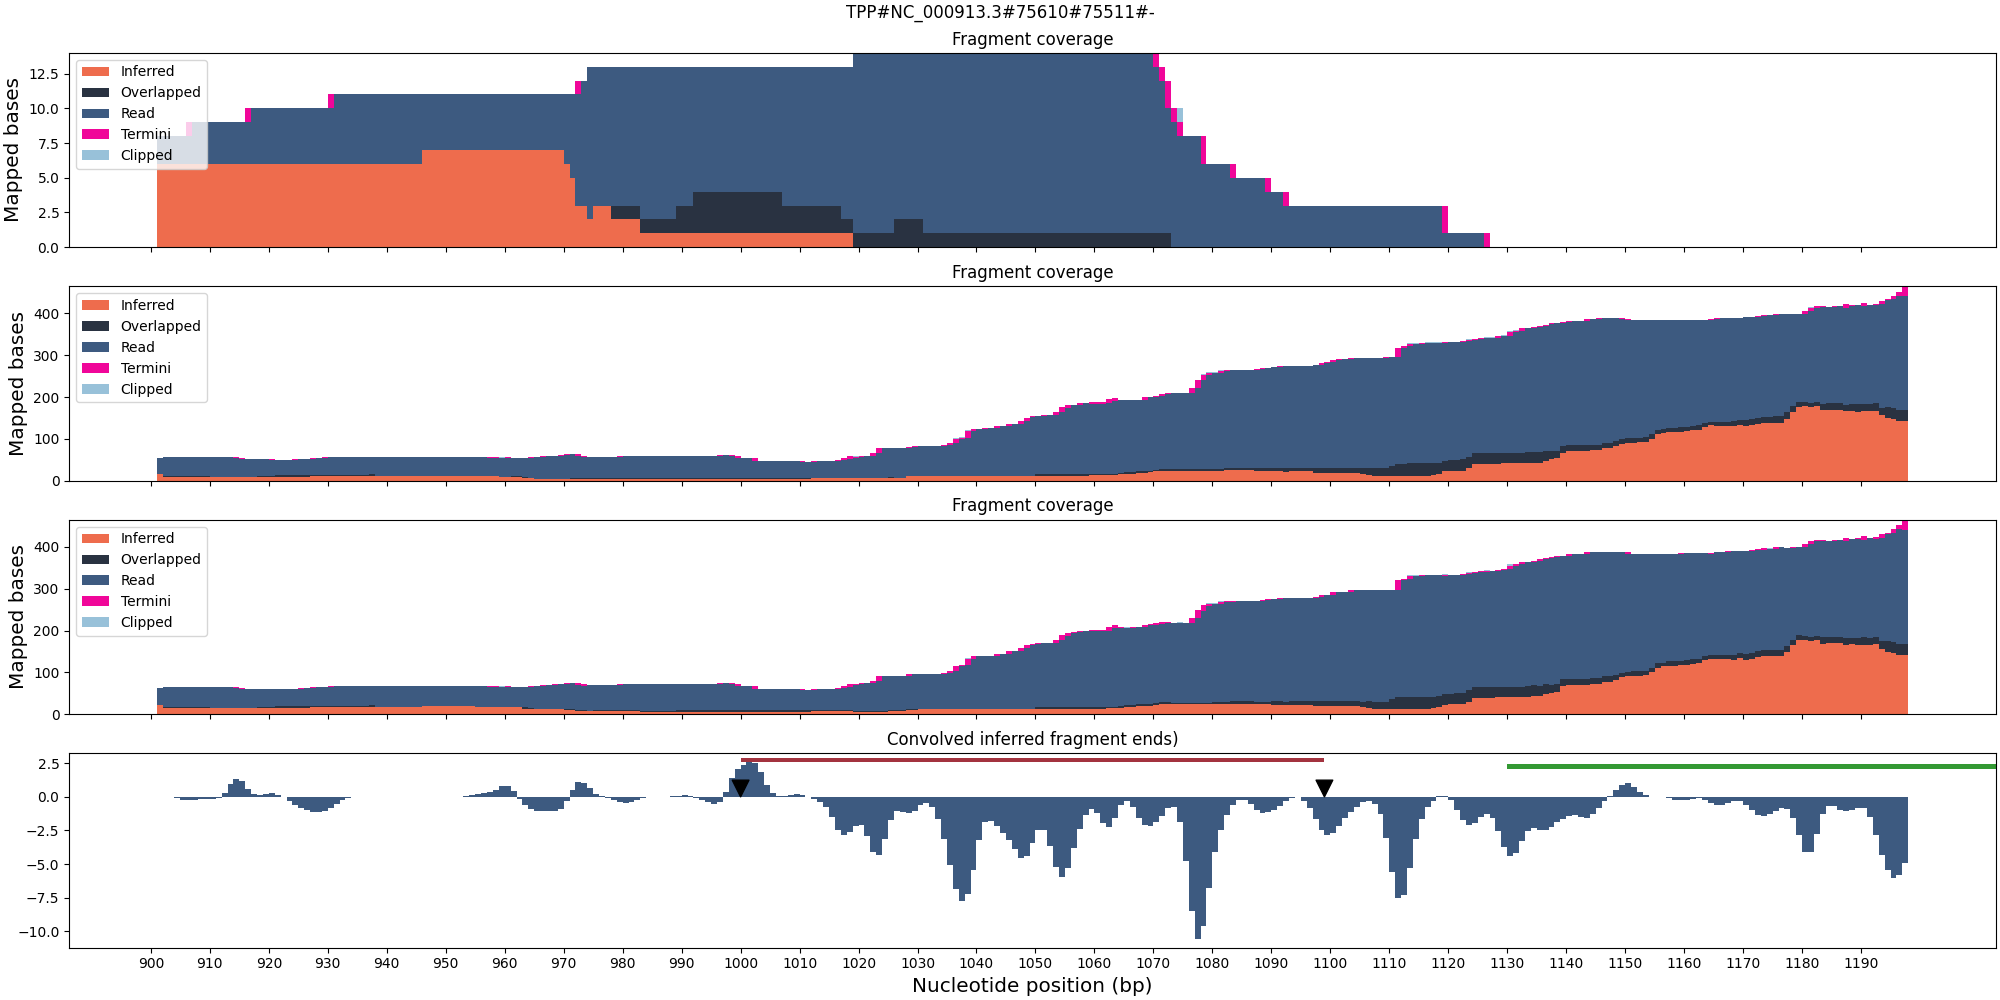 TPP#NC_000913.3#75610#75511#-
Fragment coverage
Mapped bases
12.5
10.0
7.5
5.0
2.5
0.0
Inferred
Overlapped
Read
Termini
Clipped
Fragment coverage
Mapped bases
400
300
200
100
0
Inferred
Overlapped
Read
Termini
Clipped
Fragment coverage
Mapped bases
400
300
200
100
0
Inferred
Overlapped
Read
Termini
Clipped
Convolved inferred fragment ends)
2.5
0.0
−2.5
−5.0
−7.5
−10.0
900 910 920 930 940 950 960 970 980 990 1000 1010 1020 1030 1040 1050 1060 1070 1080 1090 1100 1110 1120 1130 1140 1150 1160 1170 1180 1190
Nucleotide position (bp)